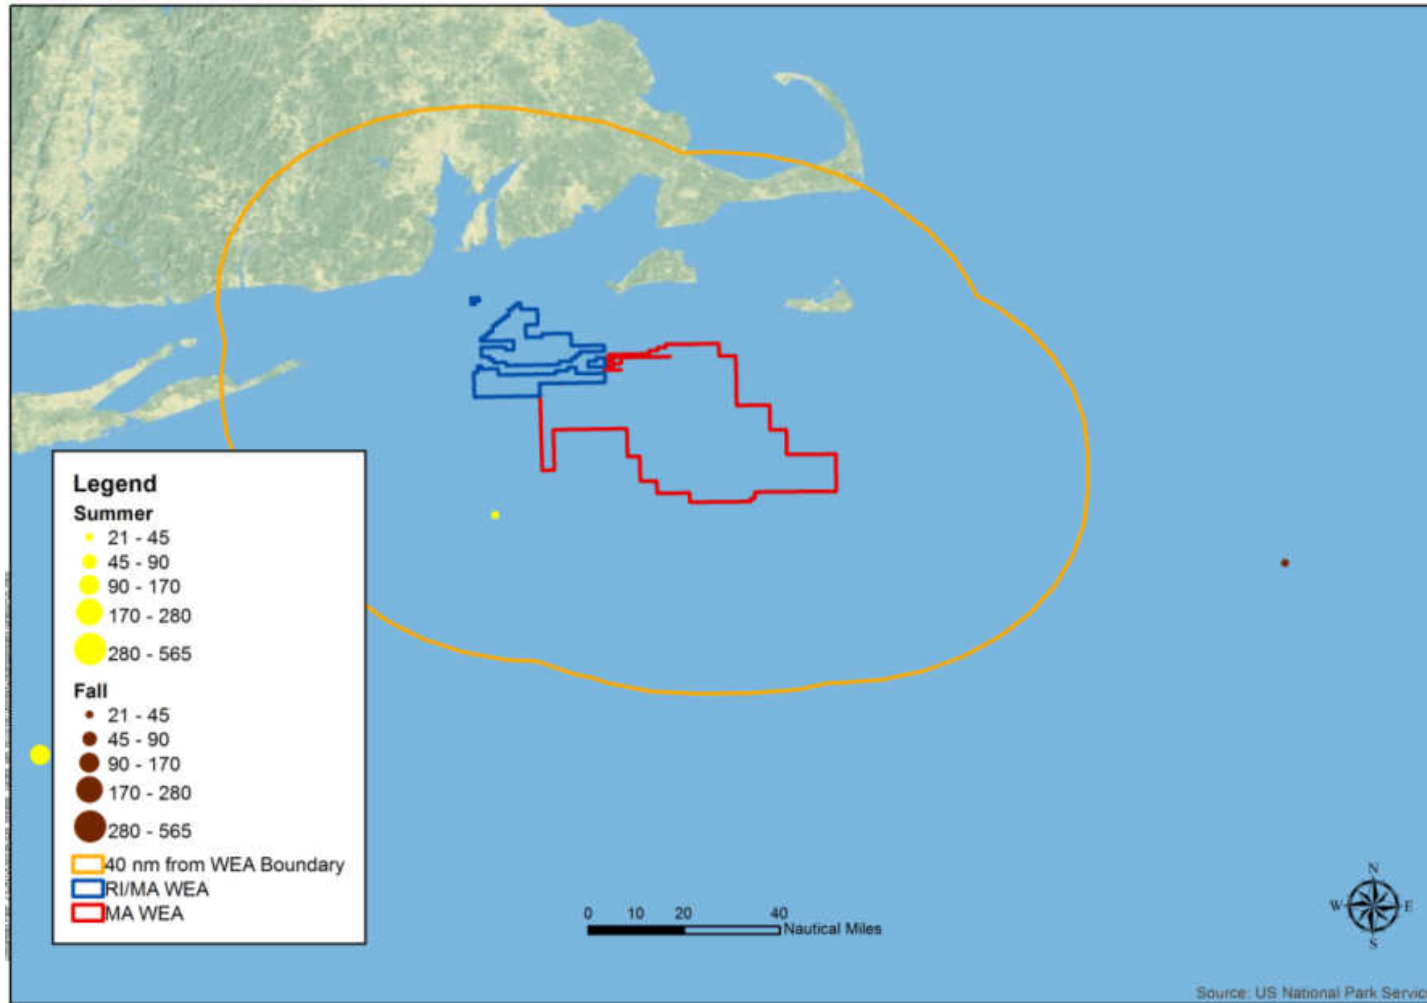 Legend
Summer
21 - 45
45 - 90
90 - 170
170 - 280
280 - 565
Fall
21 - 45
45 - 90
90 - 170
170 - 280
280 - 565
40 nm from WEA Boundary
RI/MA WEA
MA WEA
0 10 20 40
Nautical Miles
N
W E
S
Source: US National Park Servic